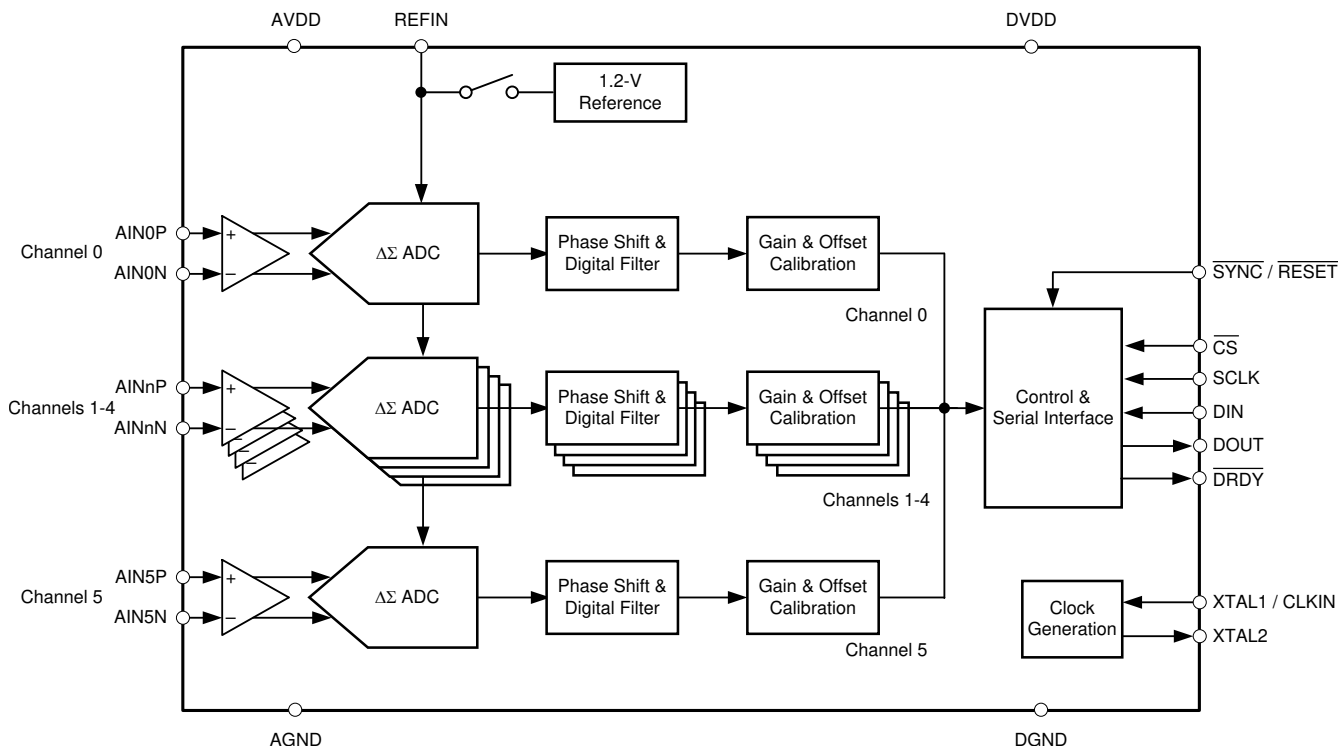 AVDD
REFIN
DVDD
1.2-V
Reference
AIN0P
Channel 0
AIN0N
+
−
ΔΣ ADC
Phase Shift &
Digital Filter
Gain & Offset
Calibration
Channel 0
SYNC / RESET
CS
SCLK
DIN
DOUT
DRDY
Control &
Serial Interface
AINnP
Channels 1-4
AINnN
+
−
−
−
−
ΔΣ ADC
Phase Shift &
Digital Filter
Gain & Offset
Calibration
Channels 1-4
AIN5P
Channel 5
AIN5N
+
−
ΔΣ ADC
Phase Shift &
Digital Filter
Gain & Offset
Calibration
Channel 5
Clock
Generation
XTAL1 / CLKIN
XTAL2
AGND
DGND